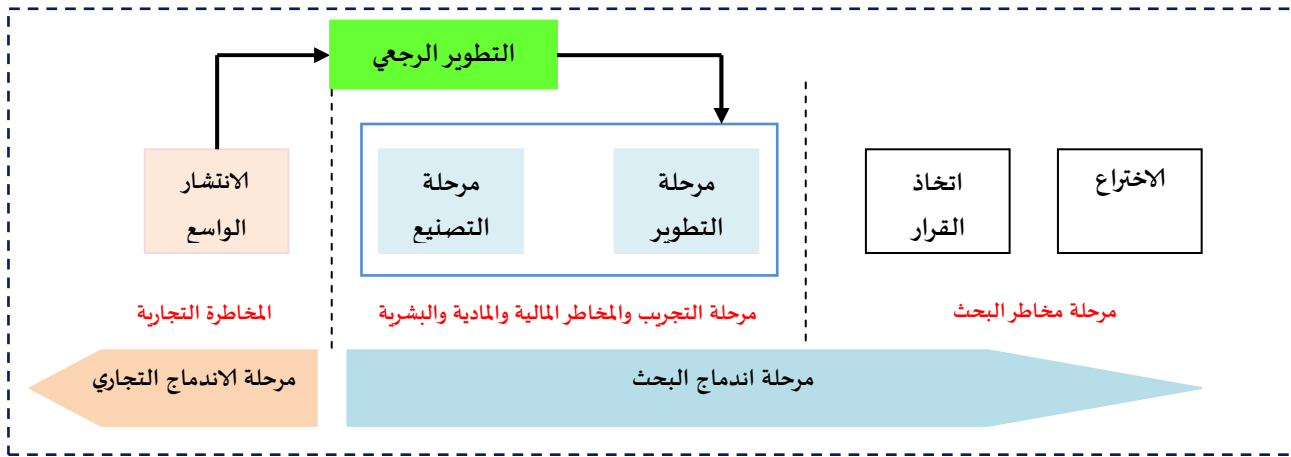 التطوير الرجعي
الاختراع
اتخاذ
القرار
مرحلة
التطوير
مرحلة
التصنيع
الانتشار
الواسع
مرحلة مخاطر البحث
مرحلة التجريب والمخاطر المالية والمادية والبشرية
المخاطرة التجارية
مرحلة اندماج البحث
مرحلة الاندماج التجاري